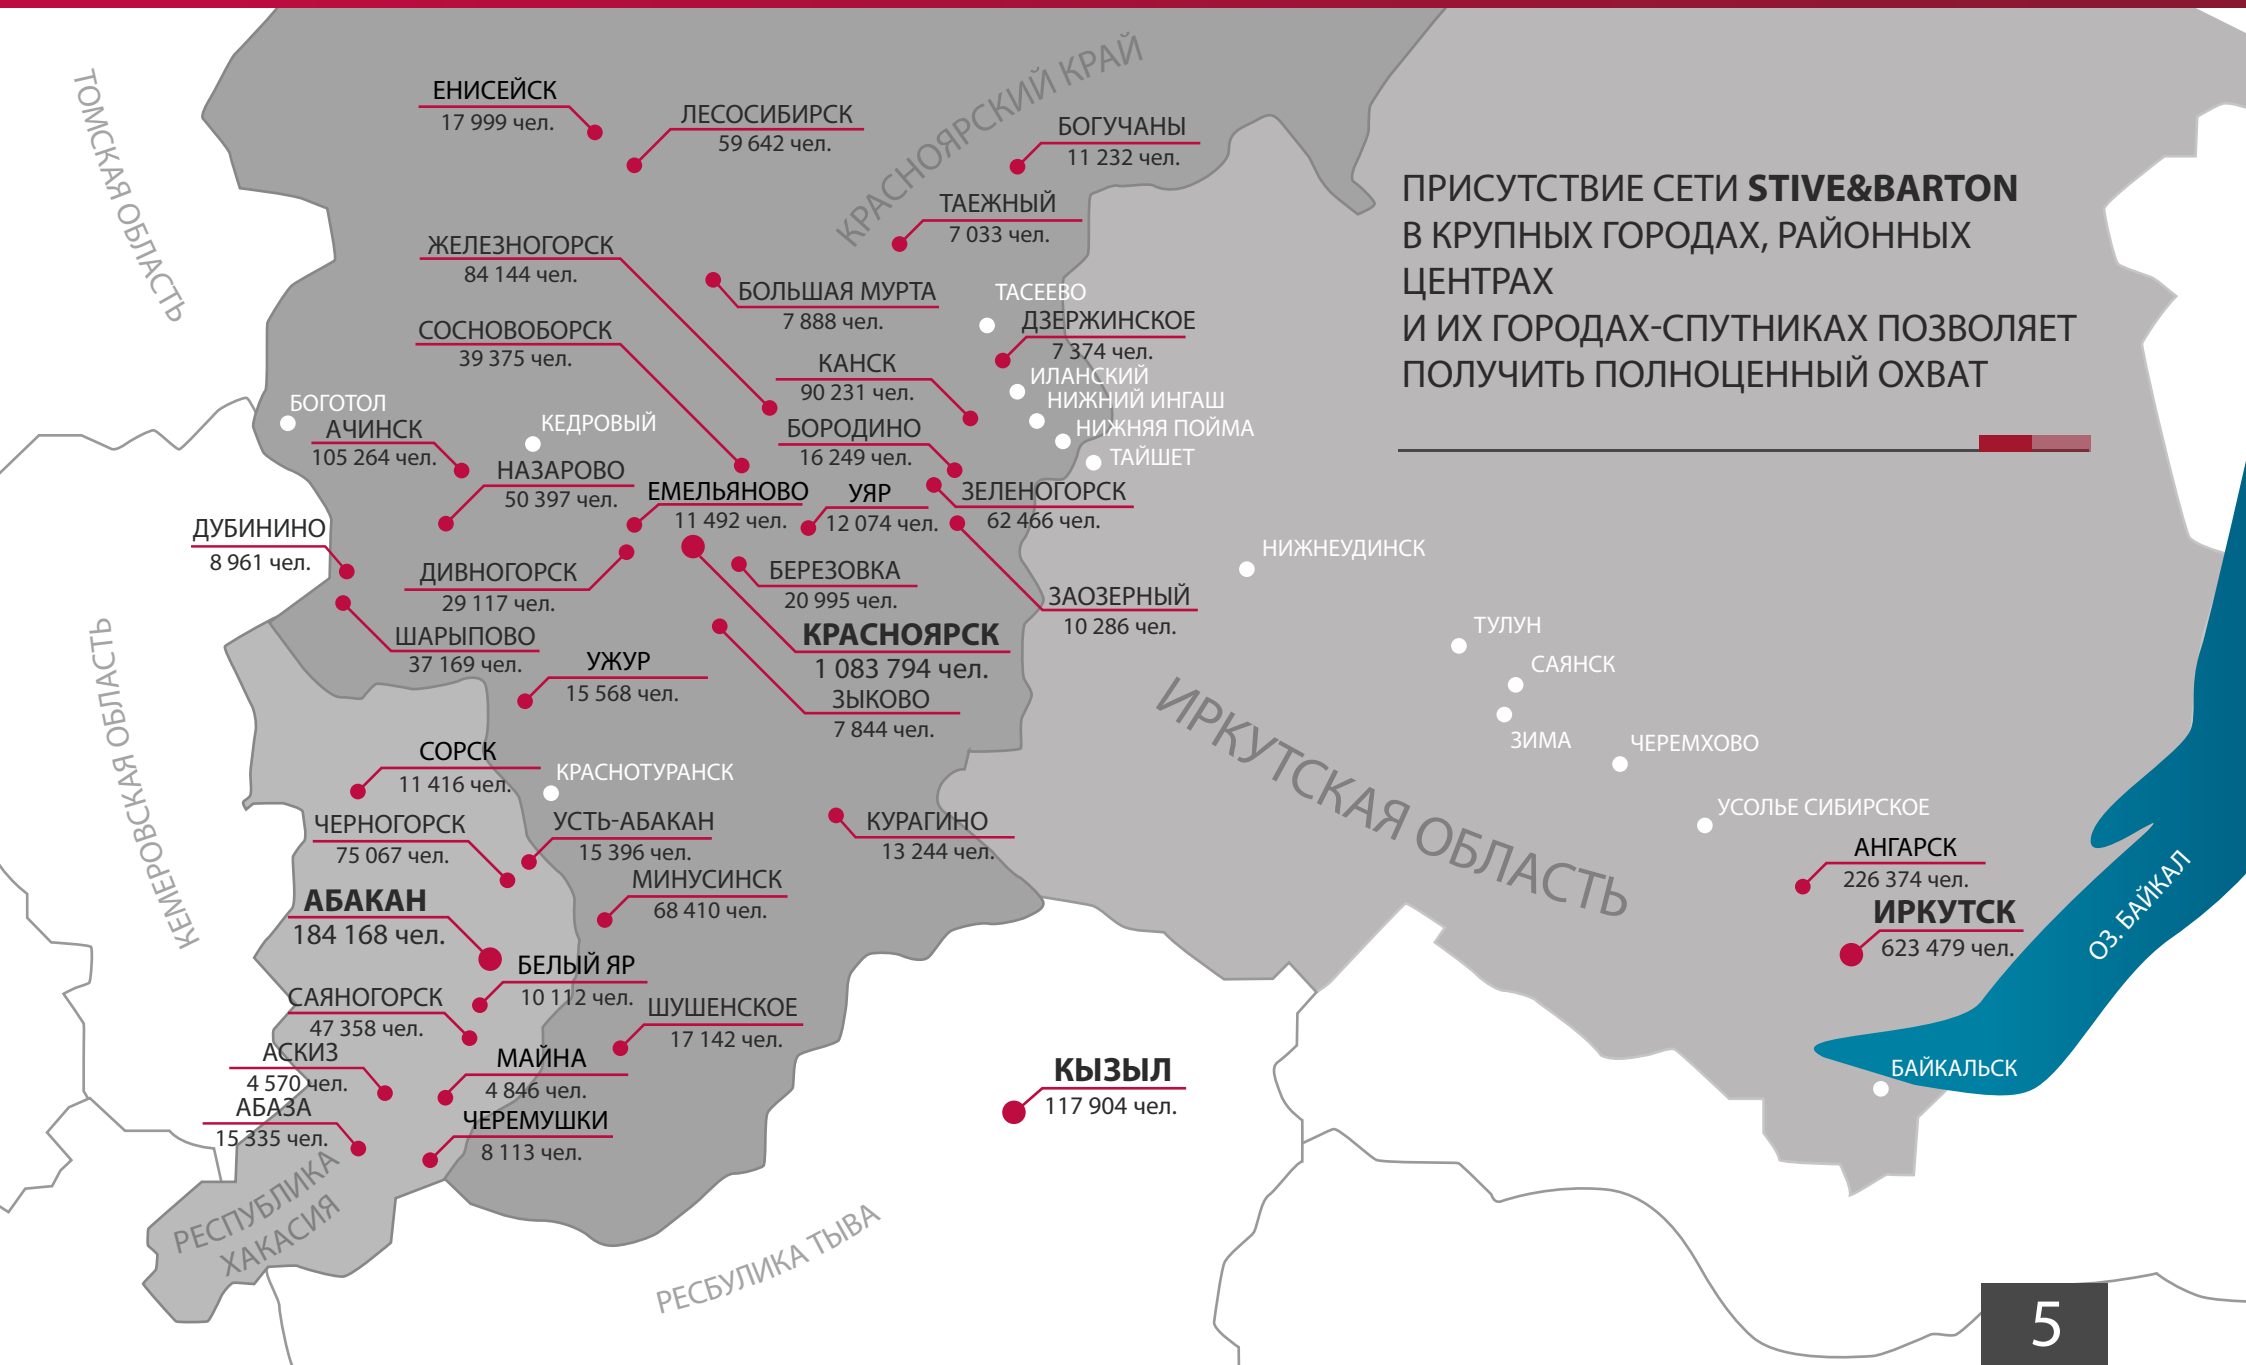 ТОМСКАЯ ОБЛАСТЬ
КРАСНОЯРСКИЙ КРАЙ
ЕНИСЕЙСК
17 999 чел.
ЛЕСОСИБИРСК
59 642 чел.
БОГУЧАНЫ
11 232 чел.
ТАЕЖНЫЙ
7 033 чел.
ПРИСУТСТВИЕ СЕТИ STIVE&BARTON
В КРУПНЫХ ГОРОДАХ, РАЙОННЫХ
ЦЕНТРАХ
И ИХ ГОРОДАХ-СПУТНИКАХ ПОЗВОЛЯЕТ
ПОЛУЧИТЬ ПОЛНОЦЕННЫЙ ОХВАТ
ЖЕЛЕЗНОГОРСК
84 144 чел.
БОЛЬШАЯ МУРТА
7 888 чел.
ТАСЕЕВО
ДЗЕРЖИНСКОЕ
7 374 чел.
СОСНОВОБОРСК
39 375 чел.
КАНСК
90 231 чел.
ИЛАНСКИЙ
НИЖНИЙ ИНГАШ
НИЖНЯЯ ПОЙМА
ТАЙШЕТ
БОГОТОЛ
АЧИНСК
105 264 чел.
КЕДРОВЫЙ
БОРОДИНО
16 249 чел.
НАЗАРОВО
50 397 чел.
ЕМЕЛЬЯНОВО
11 492 чел.
УЯР
12 074 чел.
ЗЕЛЕНОГОРСК
62 466 чел.
ДУБИНИНО
8 961 чел.
ДИВНОГОРСК
29 117 чел.
БЕРЕЗОВКА
20 995 чел.
ЗАОЗЕРНЫЙ
10 286 чел.
НИЖНЕУДИНСК
ШАРЫПОВО
37 169 чел.
КРАСНОЯРСК
1 083 794 чел.
УЖУР
15 568 чел.
ЗЫКОВО
7 844 чел.
ТУЛУН
САЯНСК
ЗИМА
ЧЕРЕМХОВО
КЕМЕРОВСКАЯ ОБЛАСТЬ
ИРКУТСКАЯ ОБЛАСТЬ
СОРСК
11 416 чел.
КРАСНОТУРАНСК
УСОЛЬЕ СИБИРСКОЕ
ЧЕРНОГОРСК
75 067 чел.
УСТЬ-АБАКАН
15 396 чел.
КУРАГИНО
13 244 чел.
АНГАРСК
226 374 чел.
АБАКАН
184 168 чел.
МИНУСИНСК
68 410 чел.
ИРКУТСК
623 479 чел.
ОЗ. БАЙКАЛ
БЕЛЫЙ ЯР
10 112 чел.
САЯНОГОРСК
47 358 чел.
ШУШЕНСКОЕ
17 142 чел.
АСКИЗ
4 570 чел.
МАЙНА
4 846 чел.
КЫЗЫЛ
117 904 чел.
БАЙКАЛЬСК
АБАЗА
15 335 чел.
ЧЕРЕМУШКИ
8 113 чел.
РЕСПУБЛИКА
ХАКАСИЯ
РЕСБУЛИКА ТЫВА
5